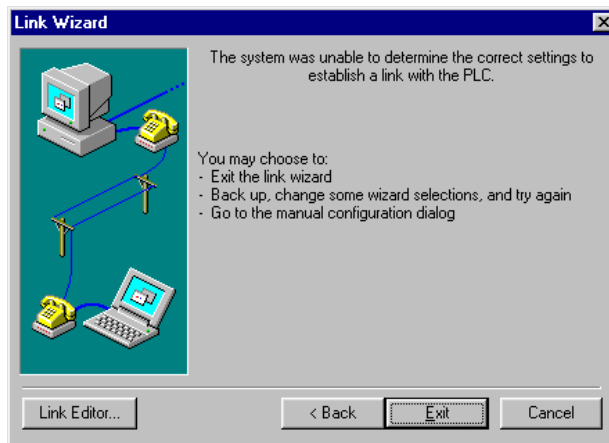 Link Wizard
The system was unable to determine the correct settings to
establish a link with the PLC.
You may choose to:
- Exit the link wizard
- Back up, change some wizard selections, and try again
- Go to the manual configuration dialog
Link Editor...
< Back
Exit
Cancel